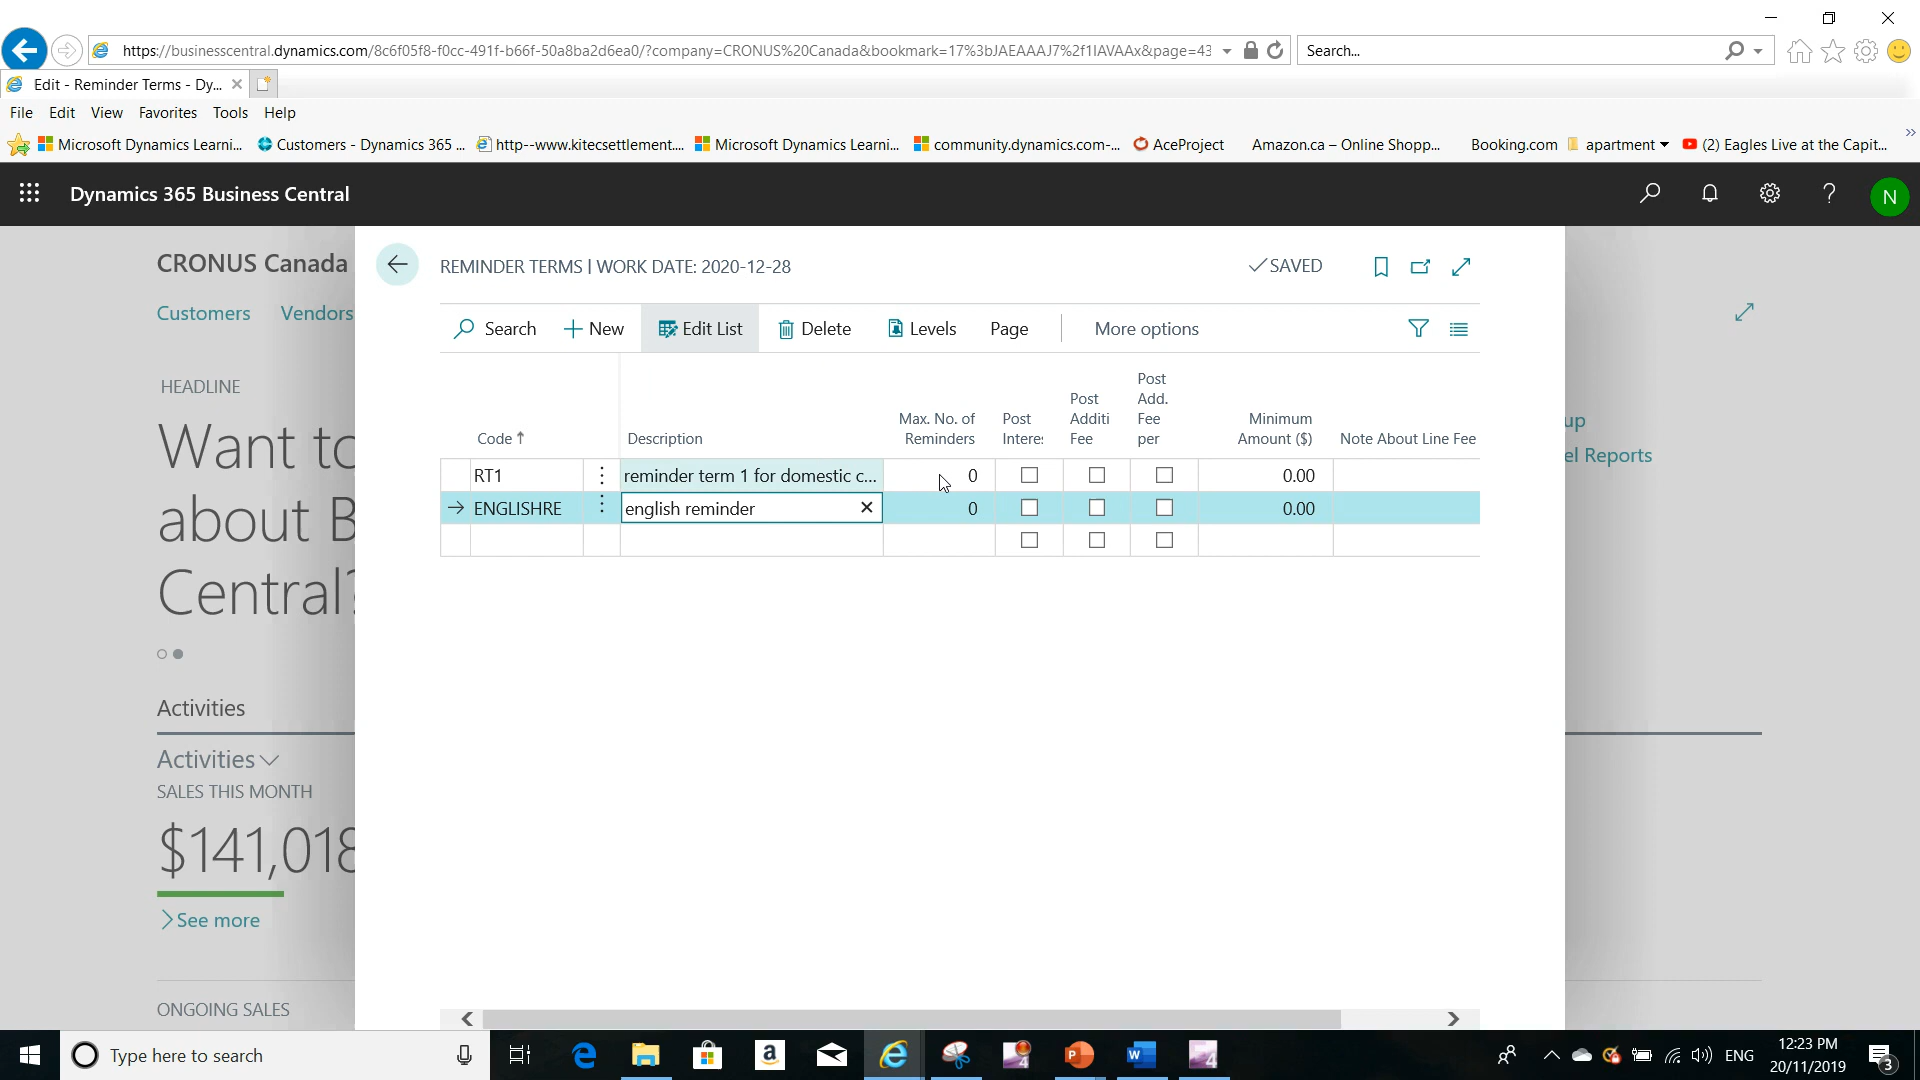 https://businesscentral.dynamics.com/8c6f05f8-f0cc-491f-b66f-50a8ba2d6ea0/?company=CRONUS%20Canada&bookmark=17%3bJAEAAAJ7%2f1IAVAAx&page=43
Search...
Edit - Reminder Terms - Dy...
File Edit View Favorites Tools Help
Microsoft Dynamics Learni... Customers - Dynamics 365 ... http--www.kitecsettlement.... Microsoft Dynamics Learni... community.dynamics.com-... AceProject Amazon.ca – Online Shopp... Booking.com apartment (2) Eagles Live at the Capit...
Dynamics 365 Business Central
N
CRONUS Canada
REMINDER TERMS | WORK DATE: 2020-12-28
SAVED
Customers Vendors
Search New Edit List Delete Levels Page More options
HEADLINE
Want to
about B
Central?
up
el Reports
Code Description Max. No. of Reminders Post Interes Post Additi Fee Post Add. Fee per Minimum Amount ($) Note About Line Fee
RT1 reminder term 1 for domestic c... 0 0.00
ENGLISHRE english reminder 0 0.00
Activities
Activities
SALES THIS MONTH
$141,018
See more
ONGOING SALES
Type here to search
ENG
12:23 PM
20/11/2019
3